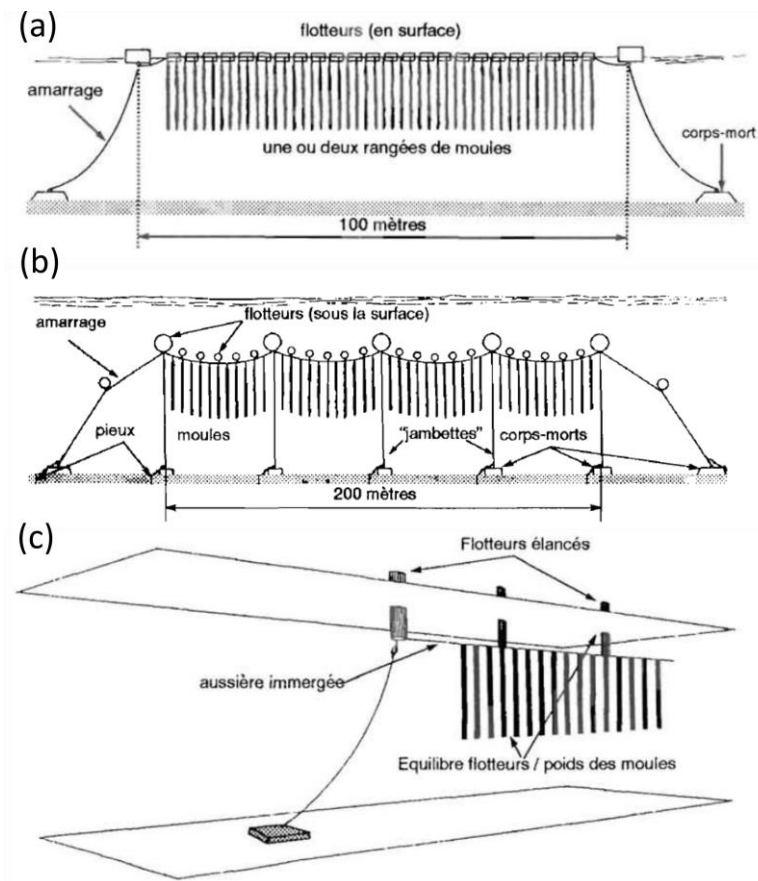 (a)
flotteurs (en surface)
amarrage
corps-mort
une ou deux rangées de moules
100 mètres
(b)
flotteurs (sous la surface)
amarrage
pieux
moules
"jambettes"
corps-morts
200 mètres
(c)
Flotteurs élancés
aussière immergée
Equilibre flotteurs / poids des moules